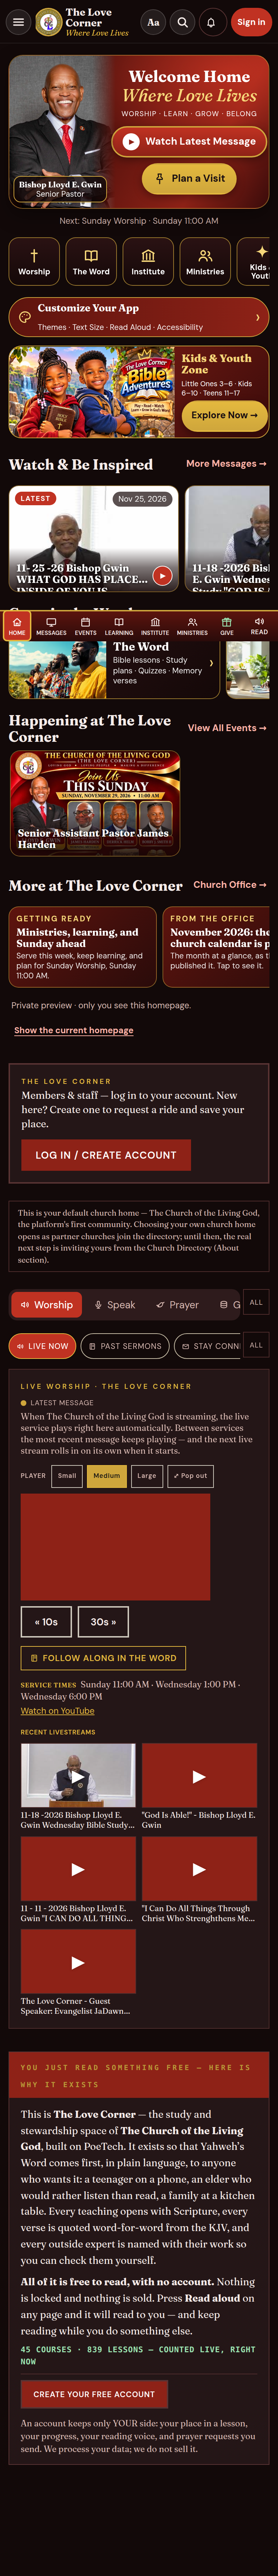 The Love Corner
Where Love Lives
Aa
Sign in
Welcome Home
Where Love Lives
WORSHIP · LEARN · GROW · BELONG
Watch Latest Message
Plan a Visit
Bishop Lloyd E. Gwin
Senior Pastor
Next: Sunday Worship · Sunday 11:00 AM
Worship
The Word
Institute
Ministries
Customize Your App
Themes · Text Size · Read Aloud · Accessibility
The Love Corner
Bible
Adventures
Kids & Youth
Zone
Little Ones 3–6 · Kids
6–10 · Teens 11–17
Explore Now →
Watch & Be Inspired
More Messages →
LATEST
Nov 25, 2026
11- 25 -26 Bishop Gwin
WHAT GOD HAS PLACE...
11-18 -2026 Bish
E. Gwin Wednes
HOME
MESSAGES
EVENTS
LEARNING
INSTITUTE
MINISTRIES
GIVE
READ
The Word
Bible lessons · Study
plans · Quizzes · Memory
verses
Happening at The Love
Corner
View All Events →
THE CHURCH OF THE LIVING GOD
Join Us
THIS SUNDAY
SUNDAY, NOVEMBER 29, 2026 • 11:00 AM
Senior Assistant Pastor James
Harden
More at The Love Corner
Church Office →
GETTING READY
Ministries, learning, and
Sunday ahead
Serve this week, keep learning, and
plan for Sunday Worship, Sunday
11:00 AM.
FROM THE OFFICE
November 2026: the
church calendar is p
The month at a glance, as t
published it. Tap to see it.
Private preview · only you see this homepage.
Show the current homepage
THE LOVE CORNER
Members & staff — log in to your account. New
here? Create one to request a ride and save your
place.
LOG IN / CREATE ACCOUNT
This is your default church home — The Church of the Living God,
the platform's first community. Choosing your own church home
opens as partner churches join the directory; until then, the real
next step is inviting yours from the Church Directory (About
section).
Worship
Speak
Prayer
G
ALL
LIVE NOW
PAST SERMONS
STAY CONN
ALL
LIVE WORSHIP · THE LOVE CORNER
LATEST MESSAGE
When The Church of the Living God is streaming, the live
service plays right here automatically. Between services
the most recent message keeps playing — and the next live
stream rolls in on its own when it starts.
PLAYER
Small
Medium
Large
⤢ Pop out
« 10s
30s »
FOLLOW ALONG IN THE WORD
SERVICE TIMES Sunday 11:00 AM · Wednesday 1:00 PM ·
Wednesday 6:00 PM
Watch on YouTube
RECENT LIVESTREAMS
11-18 -2026 Bishop Lloyd E.
Gwin Wednesday Bible Study...
"God Is Able!" - Bishop Lloyd E.
Gwin
11 - 11 - 2026 Bishop Lloyd E.
Gwin "I CAN DO ALL THING...
"I Can Do All Things Through
Christ Who Strenghthens Me...
The Love Corner - Guest
Speaker: Evangelist JaDawn...
YOU JUST READ SOMETHING FREE — HERE IS
WHY IT EXISTS
This is The Love Corner — the study and
stewardship space of The Church of the Living
God, built on PoeTech. It exists so that Yahweh's
Word comes first, in plain language, to anyone
who wants it: a teenager on a phone, an elder who
would rather listen than read, a family at a kitchen
table. Every teaching opens with Scripture, every
verse is quoted word-for-word from the KJV, and
every outside expert is named with their work so
you can check them yourself.
All of it is free to read, with no account. Nothing
is locked and nothing is used. Press Read aloud on
any page and it will read to you — and keep
reading while you do something else.
45 COURSES · 839 LESSONS — COUNTED LIVE, RIGHT
NOW
CREATE YOUR FREE ACCOUNT
An account keeps only YOUR side: your place in a lesson,
your progress, your reading voice, and prayer requests you
send. We process your data; we do not sell it.